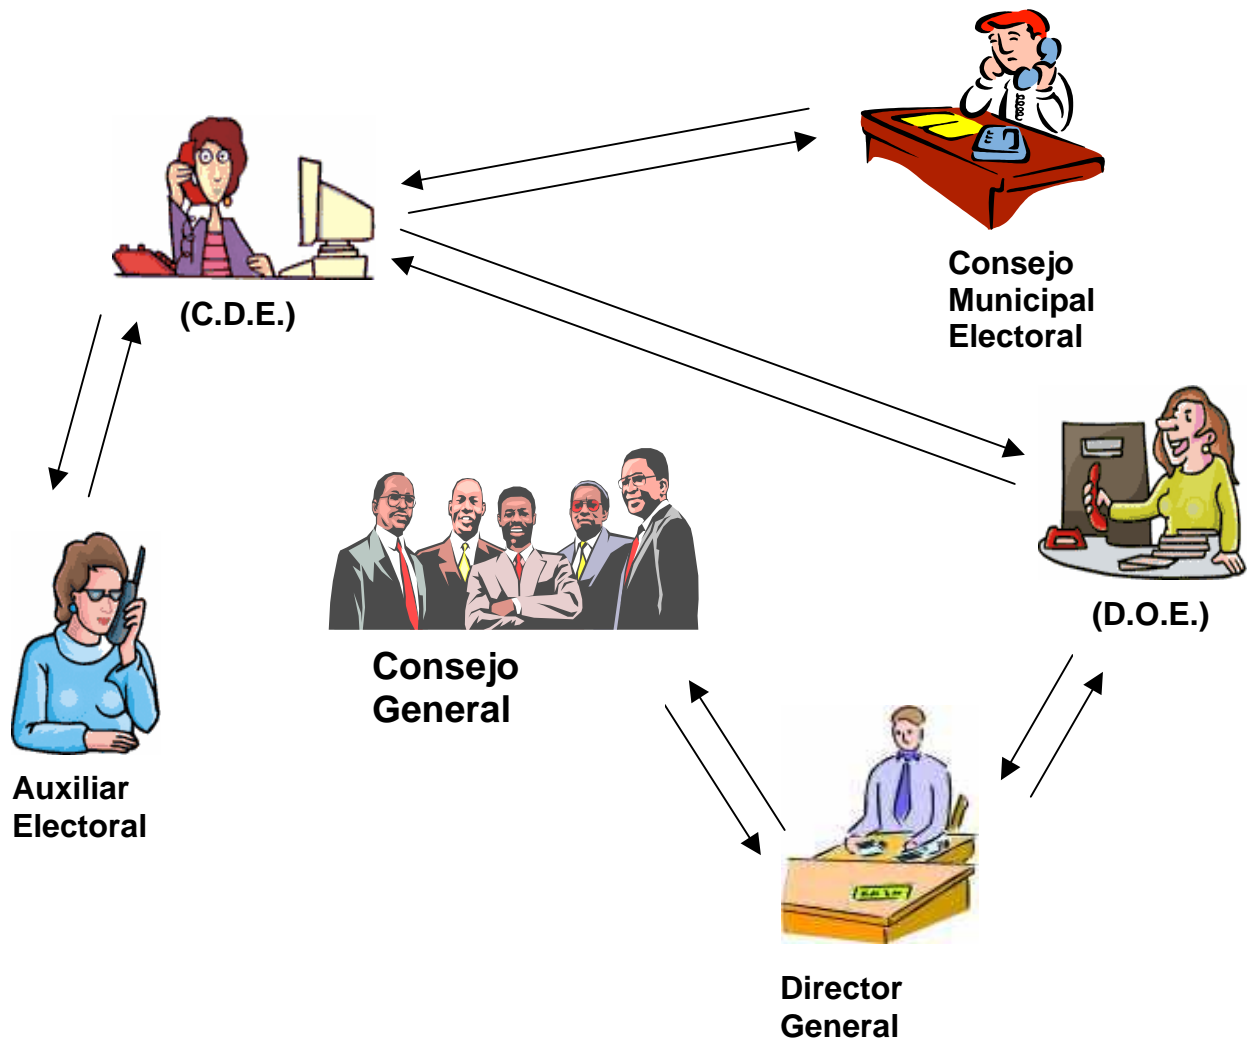 Consejo
Municipal
Electoral
(C.D.E.)
(D.O.E.)
Consejo
General
Auxiliar
Electoral
Director
General